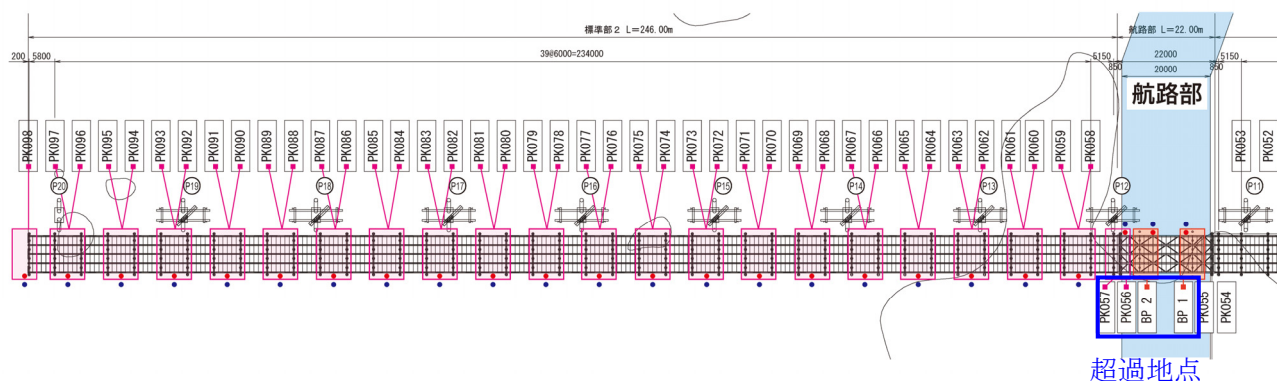 標準部2 L=246.00m
航路部 L=22.00m
200
5800
39@6000=234000
5150
22000
5150
850
20000
850
航路部
PK098
PK097
PK096
PK095
PK094
PK093
PK092
PK091
PK090
PK089
PK088
PK087
PK086
PK085
PK084
PK083
PK082
PK081
PK080
PK079
PK078
PK077
PK076
PK075
PK074
PK073
PK072
PK071
PK070
PK069
PK068
PK067
PK066
PK065
PK064
PK063
PK062
PK061
PK060
PK059
PK058
PK053
PK052
P20
P19
P18
P17
P16
P15
P14
P13
P12
P11
PK057
PK056
BP 2
BP 1
PK055
PK054
超過地点